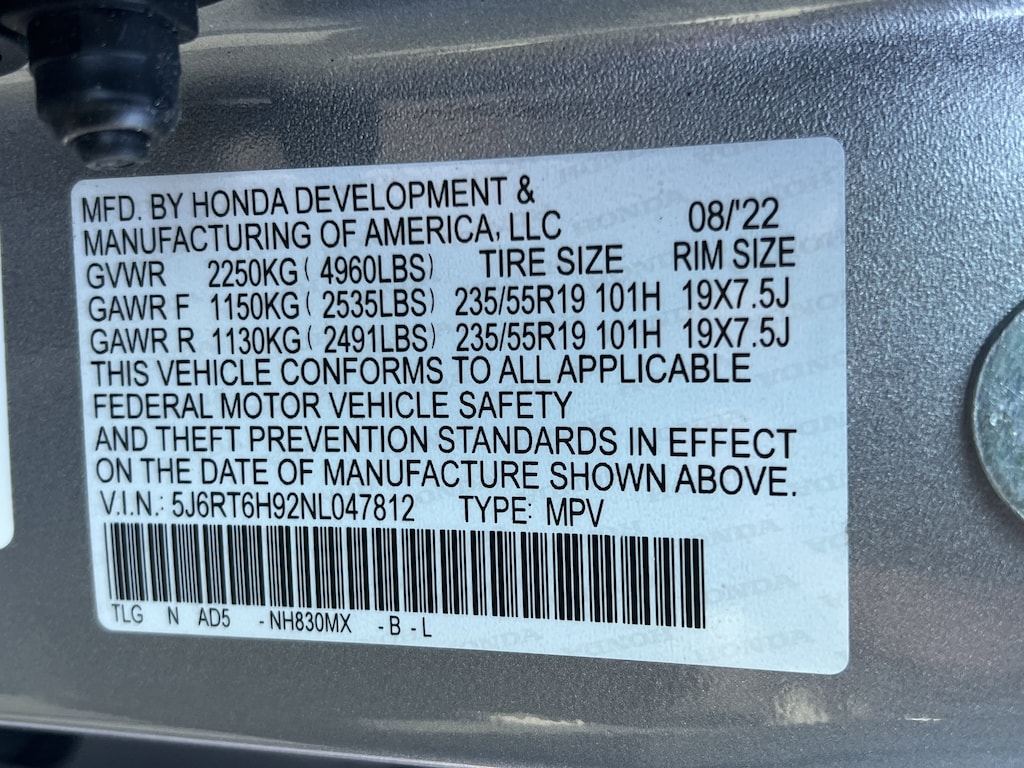 MFD. BY HONDA DEVELOPMENT &
MANUFACTURING OF AMERICA, LLC 08/'22
GVWR 2250KG ( 4960LBS) TIRE SIZE RIM SIZE
GAWR F 1150KG ( 2535LBS) 235/55R19 101H 19X7.5J
GAWR R 1130KG ( 2491LBS) 235/55R19 101H 19X7.5J
THIS VEHICLE CONFORMS TO ALL APPLICABLE
FEDERAL MOTOR VEHICLE SAFETY
AND THEFT PREVENTION STANDARDS IN EFFECT
ON THE DATE OF MANUFACTURE SHOWN ABOVE.
V.I.N.: 5J6RT6H92NL047812 TYPE: MPV
TLG N AD5 -NH830MX -B -L